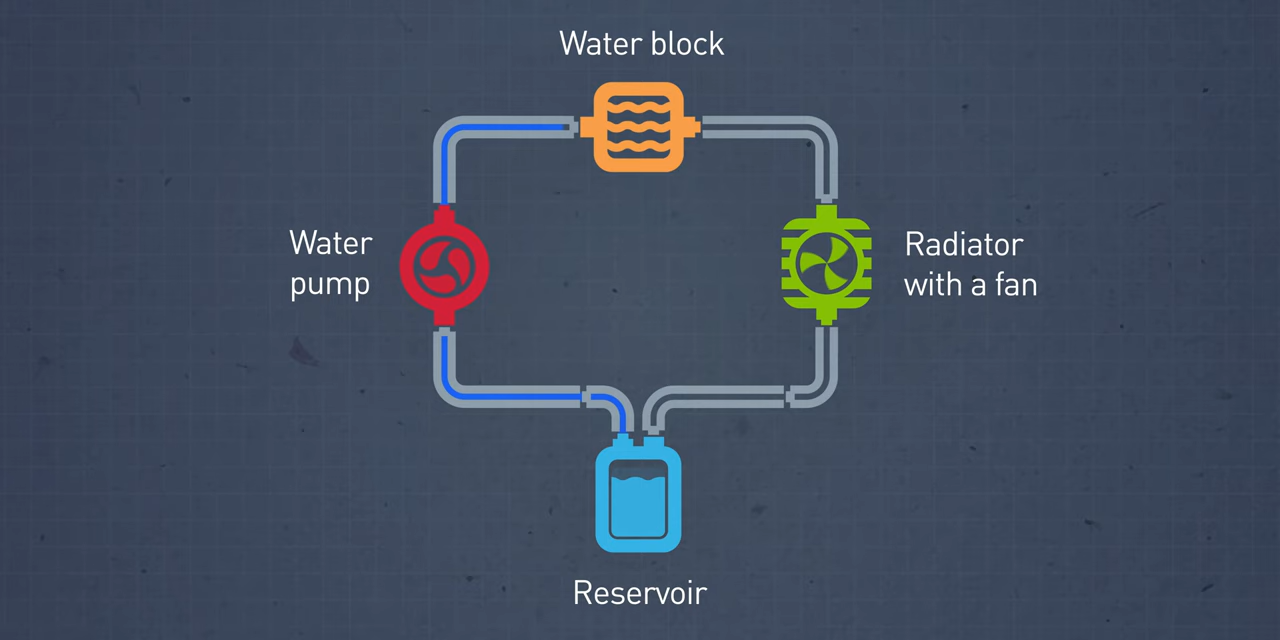 Water block
Water
pump
Radiator
with a fan
Reservoir